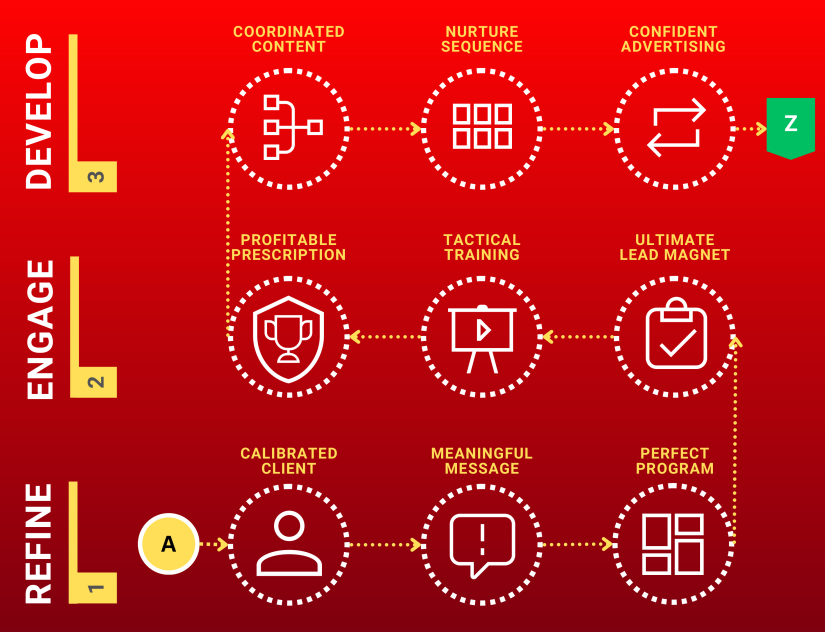 DEVELOP
3
COORDINATED
CONTENT
NURTURE
SEQUENCE
CONFIDENT
ADVERTISING
Z
ENGAGE
2
PROFITABLE
PRESCRIPTION
TACTICAL
TRAINING
ULTIMATE
LEAD MAGNET
REFINE
1
A
CALIBRATED
CLIENT
MEANINGFUL
MESSAGE
PERFECT
PROGRAM